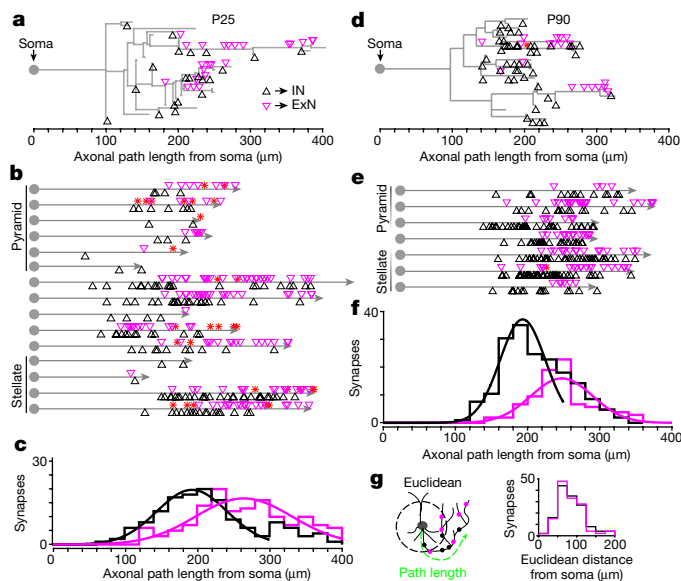 a
P25
Soma
IN
ExN
0
100
200
300
400
Axonal path length from soma (μm)
b
Pyramid
Stellate
c
30
0
Synapses
0
100
200
300
400
Axonal path length from soma (μm)
d
P90
Soma
0
100
200
300
400
Axonal path length from soma (μm)
e
Pyramid
Stellate
f
40
0
Synapses
0
100
200
300
400
Axonal path length from soma (μm)
g
Euclidean
Path length
50
0
Synapses
0
100
200
Euclidean distance
from soma (μm)